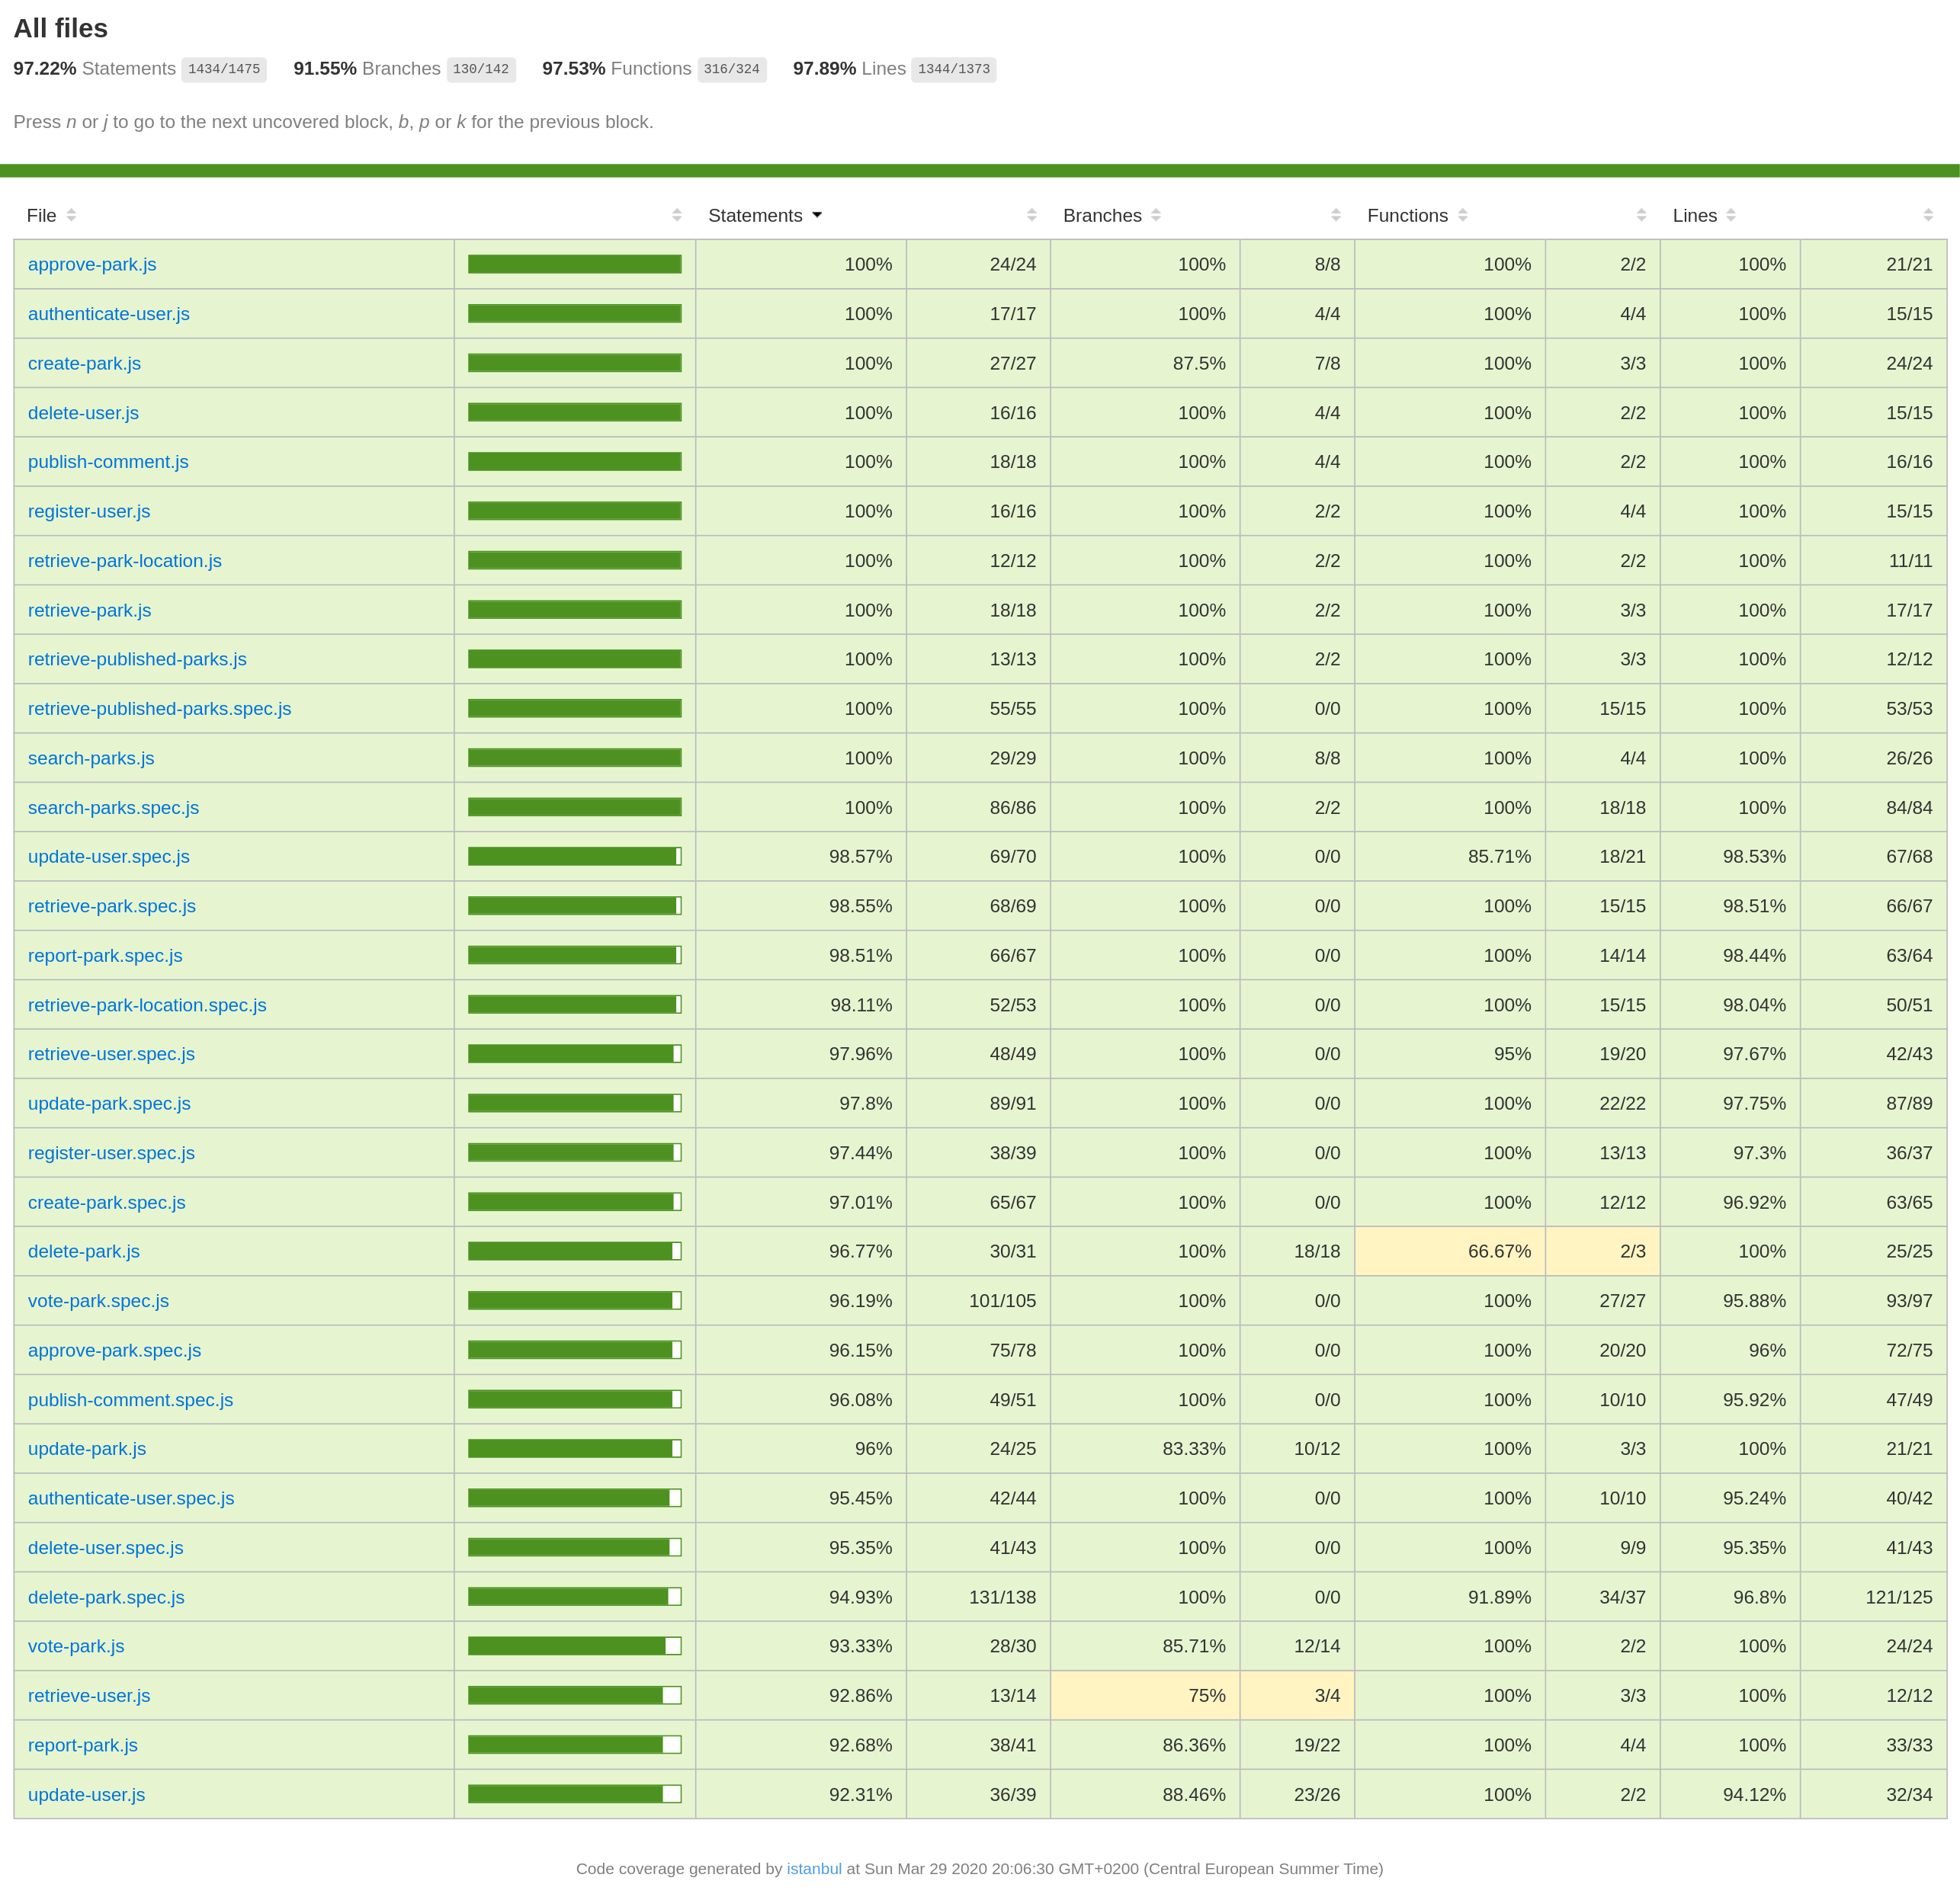 All files
97.22% Statements 1434/1475 91.55% Branches 130/142 97.53% Functions 316/324 97.89% Lines 1344/1373
Press n or j to go to the next uncovered block, b, p or k for the previous block.
File Statements Branches Functions Lines
approve-park.js 100% 24/24 100% 8/8 100% 2/2 100% 21/21
authenticate-user.js 100% 17/17 100% 4/4 100% 4/4 100% 15/15
create-park.js 100% 27/27 87.5% 7/8 100% 3/3 100% 24/24
delete-user.js 100% 16/16 100% 4/4 100% 2/2 100% 15/15
publish-comment.js 100% 18/18 100% 4/4 100% 2/2 100% 16/16
register-user.js 100% 16/16 100% 2/2 100% 4/4 100% 15/15
retrieve-park-location.js 100% 12/12 100% 2/2 100% 2/2 100% 11/11
retrieve-park.js 100% 18/18 100% 2/2 100% 3/3 100% 17/17
retrieve-published-parks.js 100% 13/13 100% 2/2 100% 3/3 100% 12/12
retrieve-published-parks.spec.js 100% 55/55 100% 0/0 100% 15/15 100% 53/53
search-parks.js 100% 29/29 100% 8/8 100% 4/4 100% 26/26
search-parks.spec.js 100% 86/86 100% 2/2 100% 18/18 100% 84/84
update-user.spec.js 98.57% 69/70 100% 0/0 85.71% 18/21 98.53% 67/68
retrieve-park.spec.js 98.55% 68/69 100% 0/0 100% 15/15 98.51% 66/67
report-park.spec.js 98.51% 66/67 100% 0/0 100% 14/14 98.44% 63/64
retrieve-park-location.spec.js 98.11% 52/53 100% 0/0 100% 15/15 98.04% 50/51
retrieve-user.spec.js 97.96% 48/49 100% 0/0 95% 19/20 97.67% 42/43
update-park.spec.js 97.8% 89/91 100% 0/0 100% 22/22 97.75% 87/89
register-user.spec.js 97.44% 38/39 100% 0/0 100% 13/13 97.3% 36/37
create-park.spec.js 97.01% 65/67 100% 0/0 100% 12/12 96.92% 63/65
delete-park.js 96.77% 30/31 100% 18/18 66.67% 2/3 100% 25/25
vote-park.spec.js 96.19% 101/105 100% 0/0 100% 27/27 95.88% 93/97
approve-park.spec.js 96.15% 75/78 100% 0/0 100% 20/20 96% 72/75
publish-comment.spec.js 96.08% 49/51 100% 0/0 100% 10/10 95.92% 47/49
update-park.js 96% 24/25 83.33% 10/12 100% 3/3 100% 21/21
authenticate-user.spec.js 95.45% 42/44 100% 0/0 100% 10/10 95.24% 40/42
delete-user.spec.js 95.35% 41/43 100% 0/0 100% 9/9 95.35% 41/43
delete-park.spec.js 94.93% 131/138 100% 0/0 91.89% 34/37 96.8% 121/125
vote-park.js 93.33% 28/30 85.71% 12/14 100% 2/2 100% 24/24
retrieve-user.js 92.86% 13/14 75% 3/4 100% 3/3 100% 12/12
report-park.js 92.68% 38/41 86.36% 19/22 100% 4/4 100% 33/33
update-user.js 92.31% 36/39 88.46% 23/26 100% 2/2 94.12% 32/34
Code coverage generated by istanbul at Sun Mar 29 2020 20:06:30 GMT+0200 (Central European Summer Time)